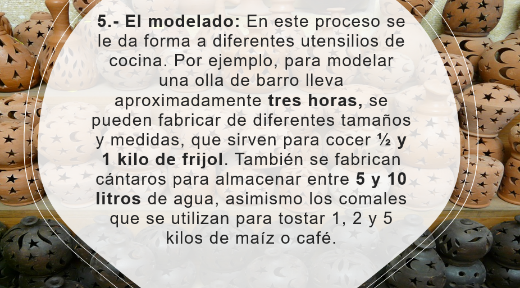 5.- El modelado: En este proceso se
le da forma a diferentes utensilios de
cocina. Por ejemplo, para modelar
una olla de barro lleva
aproximadamente tres horas, se
pueden fabricar de diferentes tamaños
y medidas, que sirven para cocer ½ y
1 kilo de frijol. También se fabrican
cántaros para almacenar entre 5 y 10
litros de agua, asimismo los comales
que se utilizan para tostar 1, 2 y 5
kilos de maíz o café.